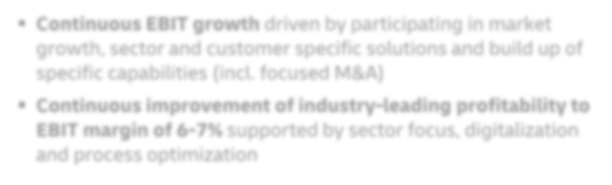 ▪ Continuous EBIT growth driven by participating in market
growth, sector and customer specific solutions and build up of
specific capabilities (incl. focused M&A)
▪ Continuous improvement of industry-leading profitability to
EBIT margin of 6-7% supported by sector focus, digitalization
and process optimization